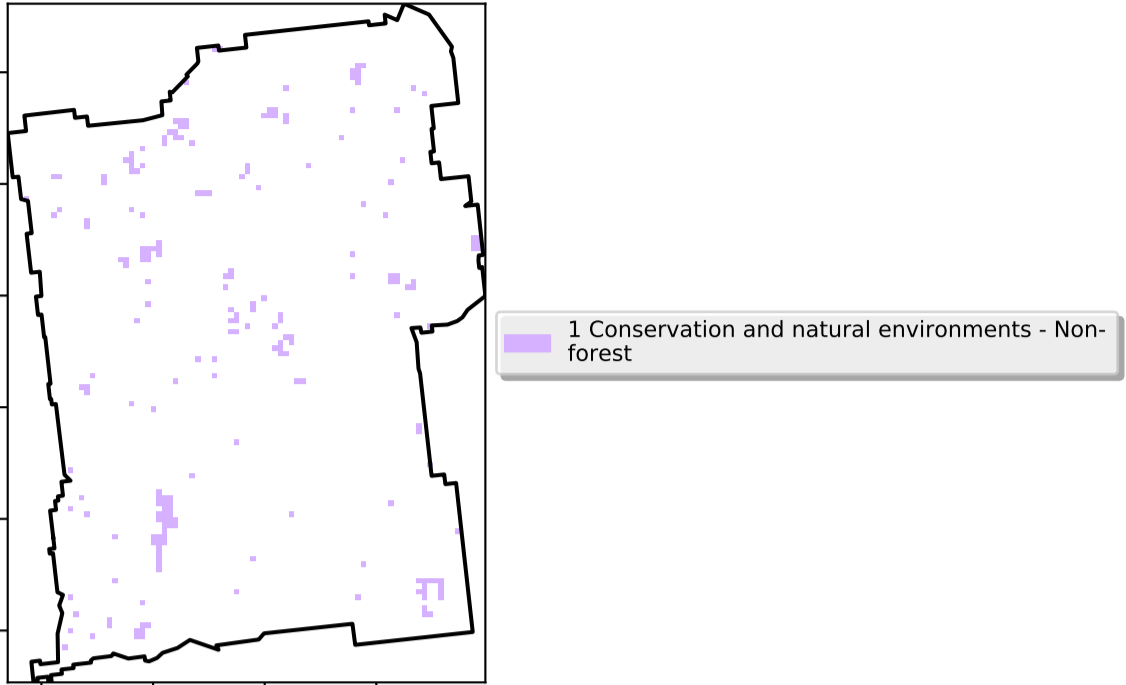 1 Conservation and natural environments - Non-
forest